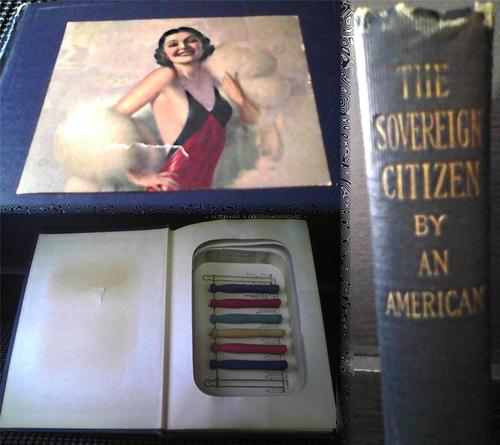 THE
SOVEREIGN
CITIZEN
BY
AN
AMERICAN